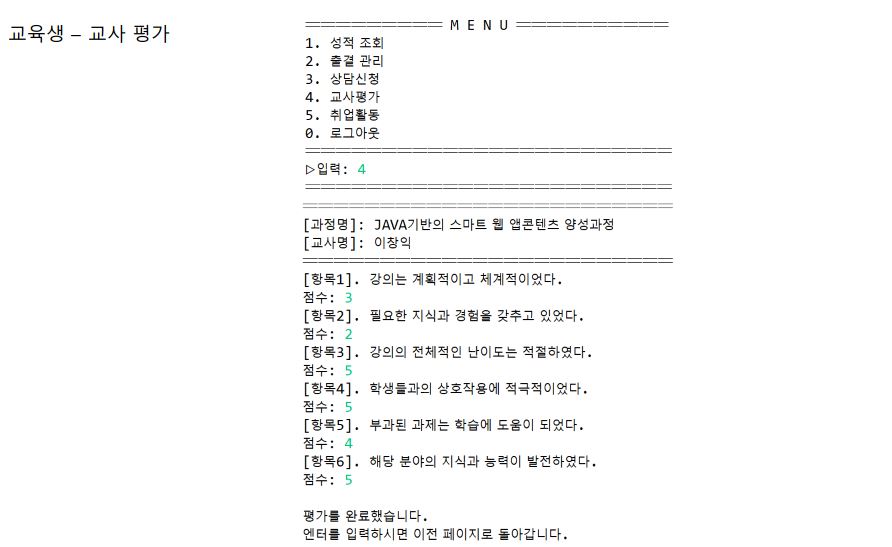 교육생 – 교사 평가
═════════════════ M E N U ═══════════════════
1. 성적 조회
2. 출결 관리
3. 상담신청
4. 교사평가
5. 취업활동
0. 로그아웃
▷입력: 4
[과정명]: JAVA기반의 스마트 웹 앱콘텐츠 양성과정
[교사명]: 이창익
[항목1]. 강의는 계획적이고 체계적이었다.
점수: 3
[항목2]. 필요한 지식과 경험을 갖추고 있었다.
점수: 2
[항목3]. 강의의 전체적인 난이도는 적절하였다.
점수: 5
[항목4]. 학생들과의 상호작용에 적극적이었다.
점수: 5
[항목5]. 부과된 과제는 학습에 도움이 되었다.
점수: 4
[항목6]. 해당 분야의 지식과 능력이 발전하였다.
점수: 5
평가를 완료했습니다.
엔터를 입력하시면 이전 페이지로 돌아갑니다.